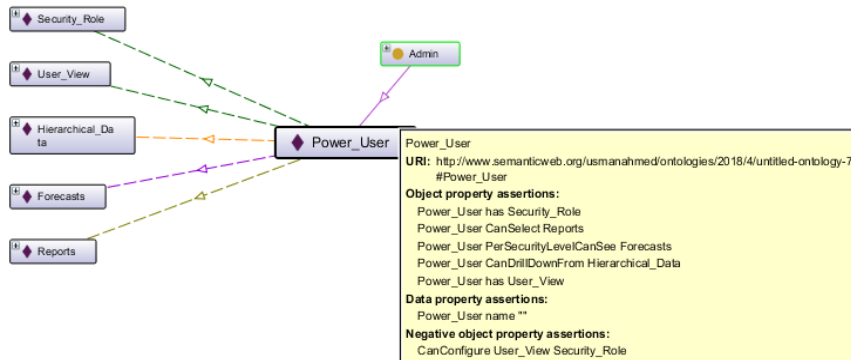 Security_Role
Admin
User_View
Hierarchical_Da
ta
Power_User
Forecasts
Reports
Power_User
URI: http://www.semanticweb.org/usmanahmed/ontologies/2018/4/untitled-ontology-7
#Power_User
Object property assertions:
Power_User has Security_Role
Power_User CanSelect Reports
Power_User PerSecurityLevelCanSee Forecasts
Power_User CanDrillDownFrom Hierarchical_Data
Power_User has User_View
Data property assertions:
Power_User name ""
Negative object property assertions:
CanConfigure User_View Security_Role